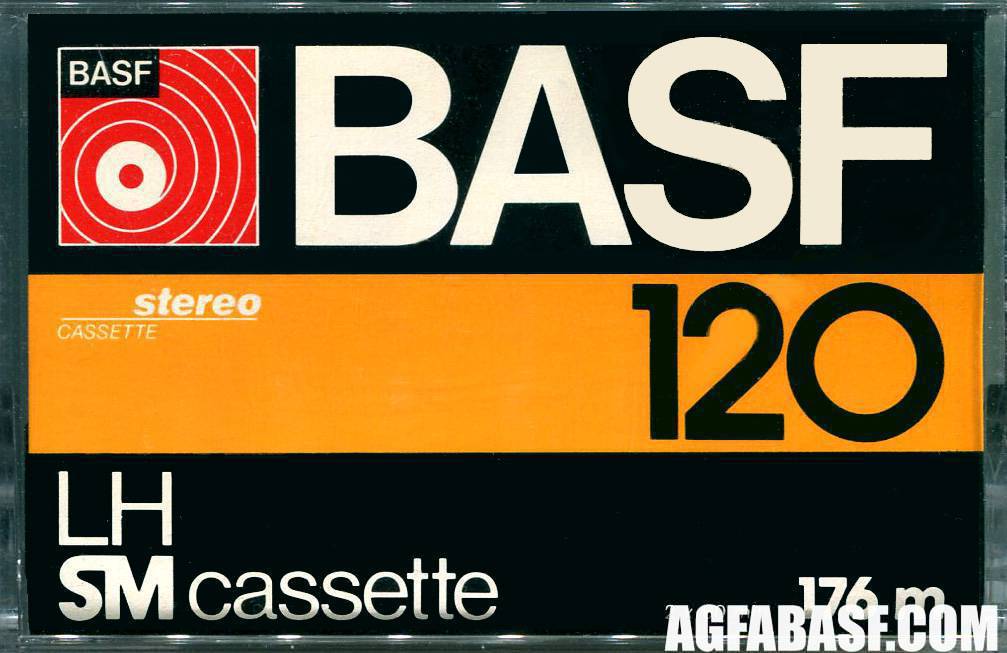 BASF
BASF
stereo
CASSETTE
120
LH
SM cassette
176 m
AGFABASF.COM